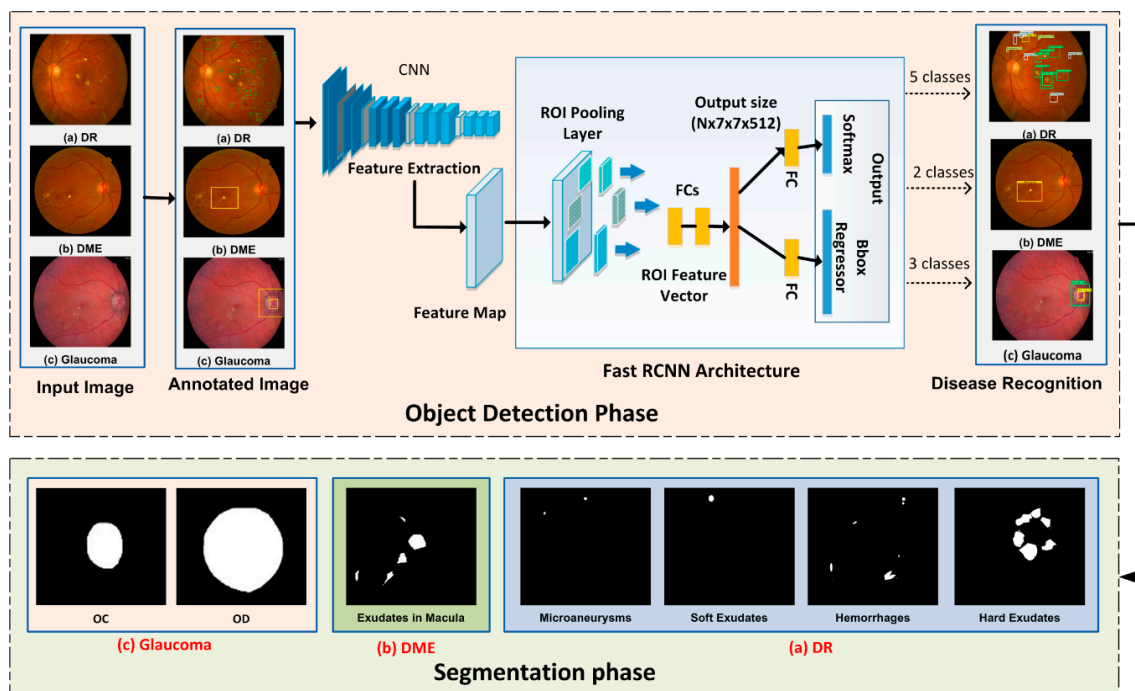 (a) DR
(b) DME
(c) Glaucoma
Input Image
(a) DR
(b) DME
(c) Glaucoma
Annotated Image
CNN
Feature Extraction
Feature Map
ROI Pooling
Layer
FCs
ROI Feature
Vector
Output size
(Nx7x7x512)
FC
FC
Softmax
Bbox
Regressor
Output
Fast RCNN Architecture
5 classes
2 classes
3 classes
(a) DR
(b) DME
(c) Glaucoma
Disease Recognition
Object Detection Phase
OC
OD
(c) Glaucoma
Exudates in Macula
(b) DME
Microaneurysms
Soft Exudates
Hemorrhages
Hard Exudates
(a) DR
Segmentation phase